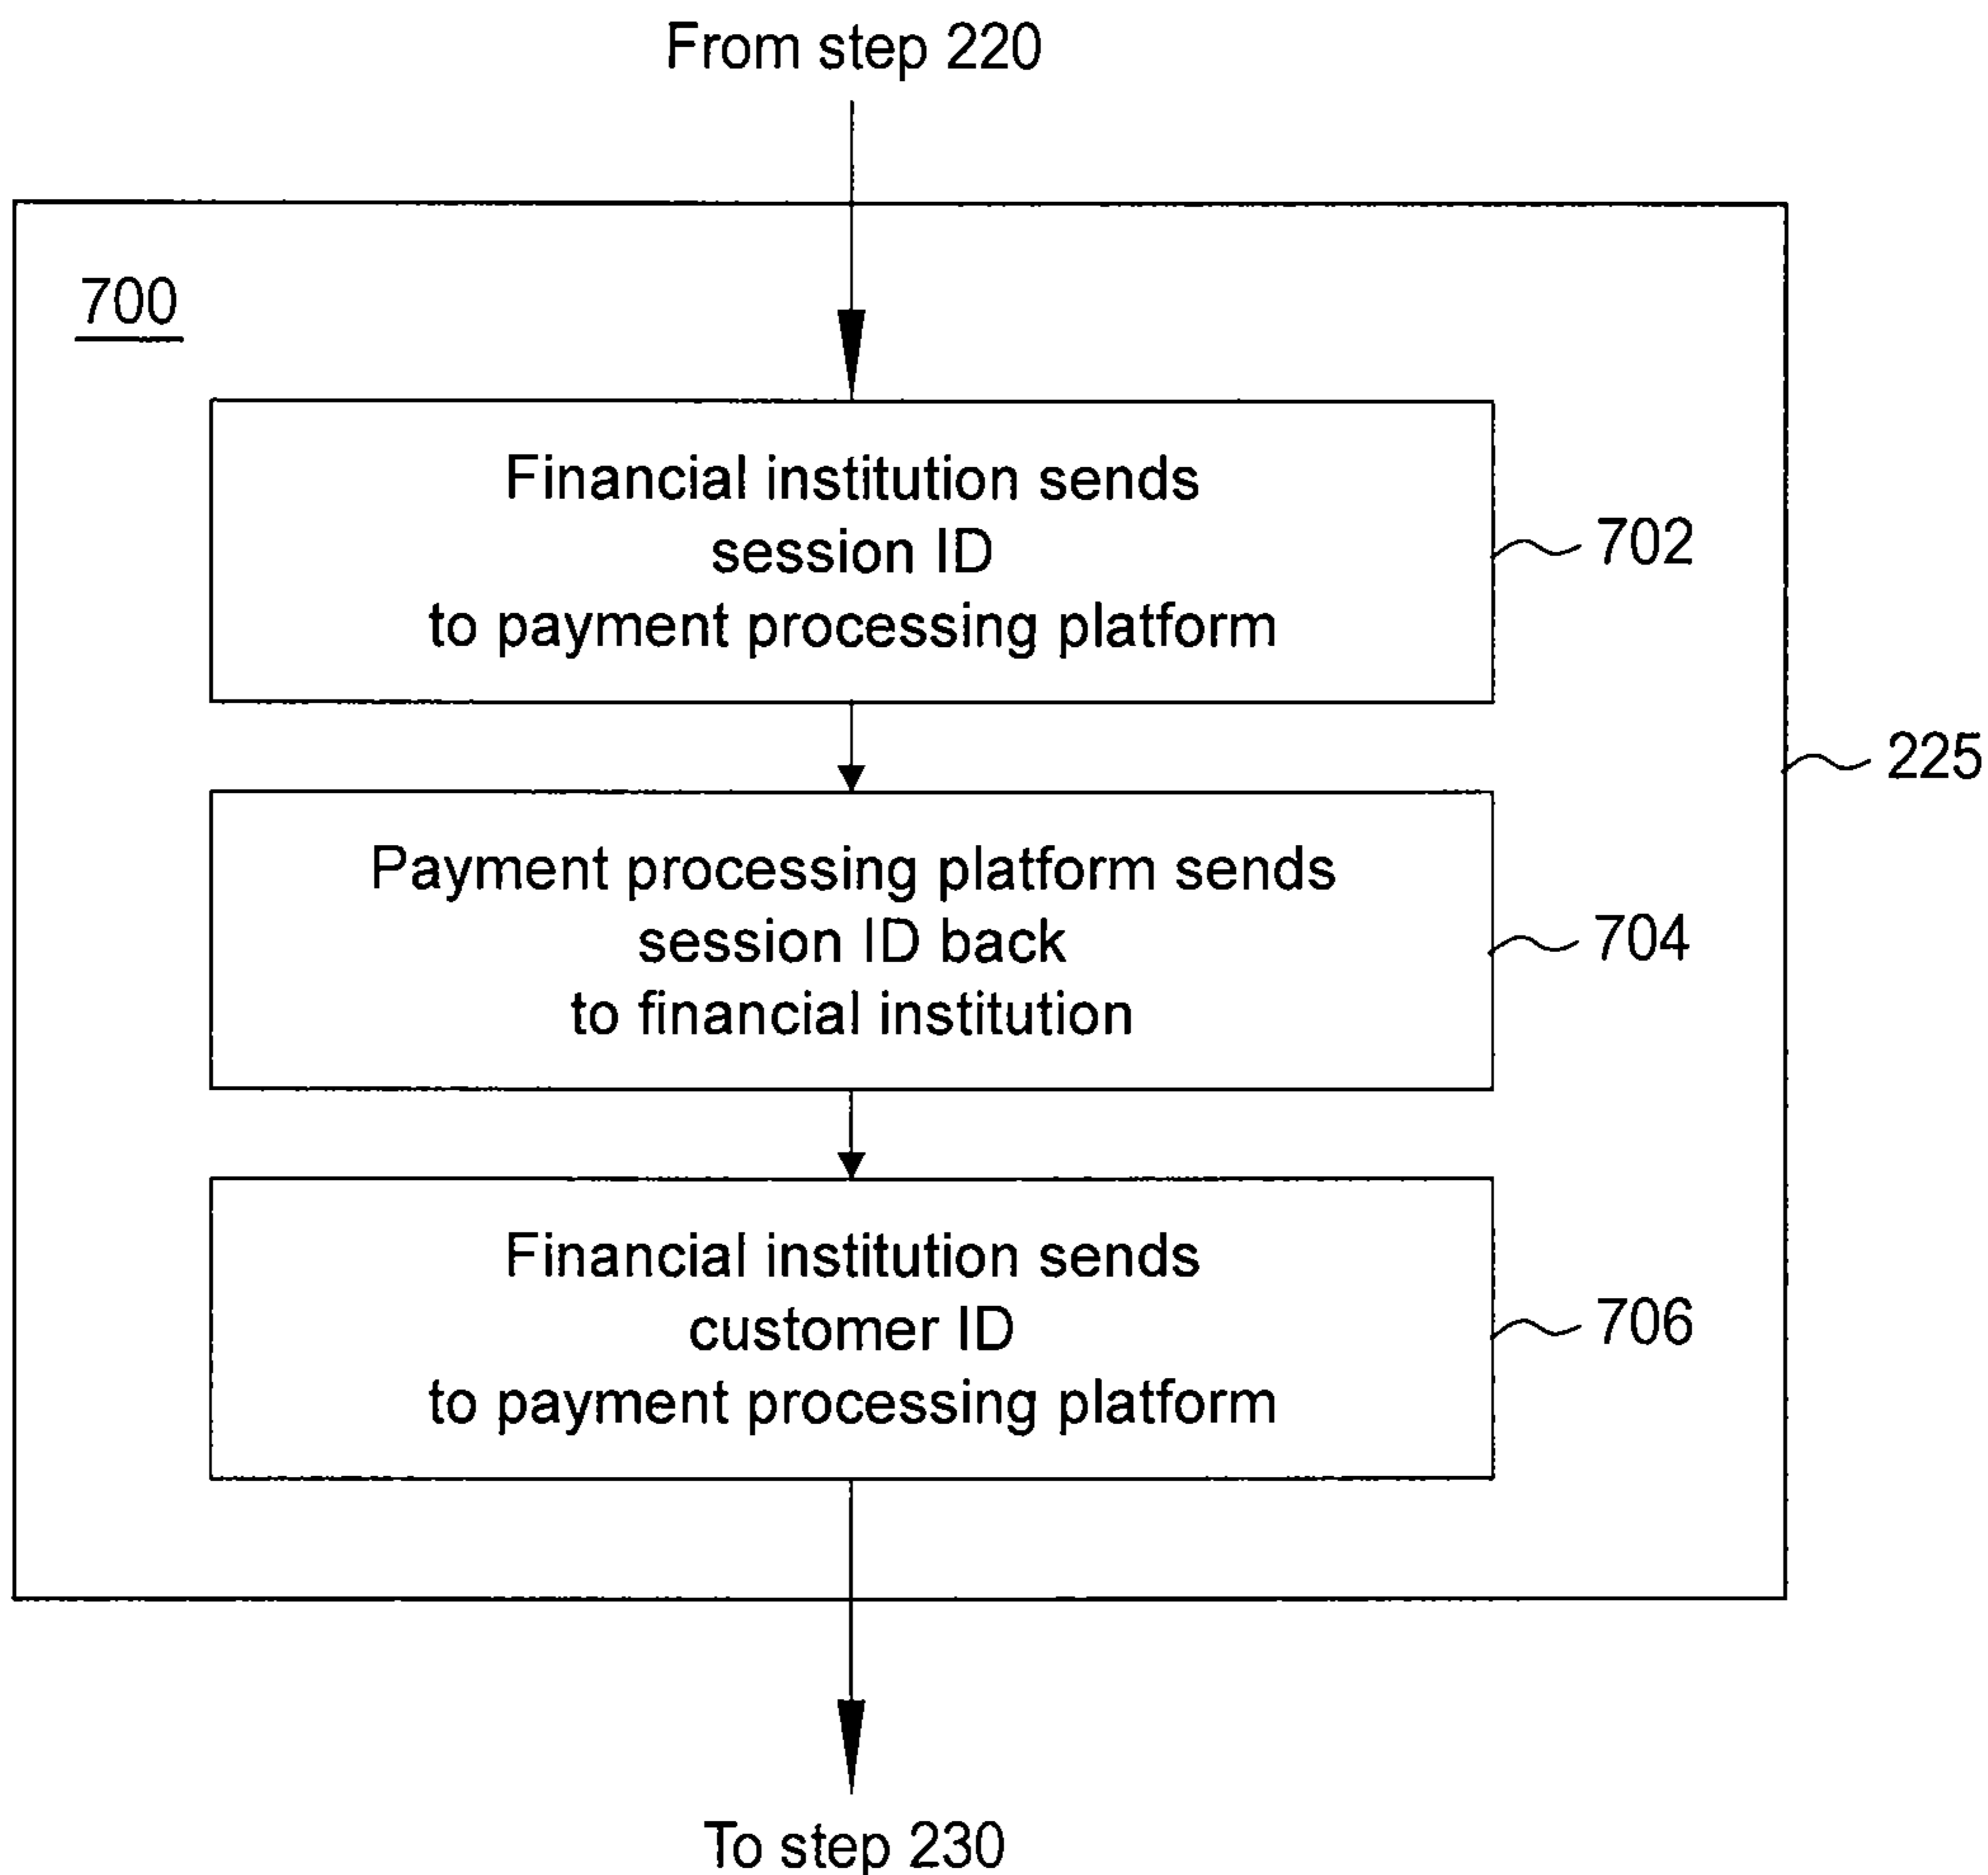 From step 220
700
Financial institution sends
session ID
to payment processing platform
702
225
Payment processing platform sends
session ID back
to financial institution
704
Financial institution sends
customer ID
to payment processing platform
706
To step 230